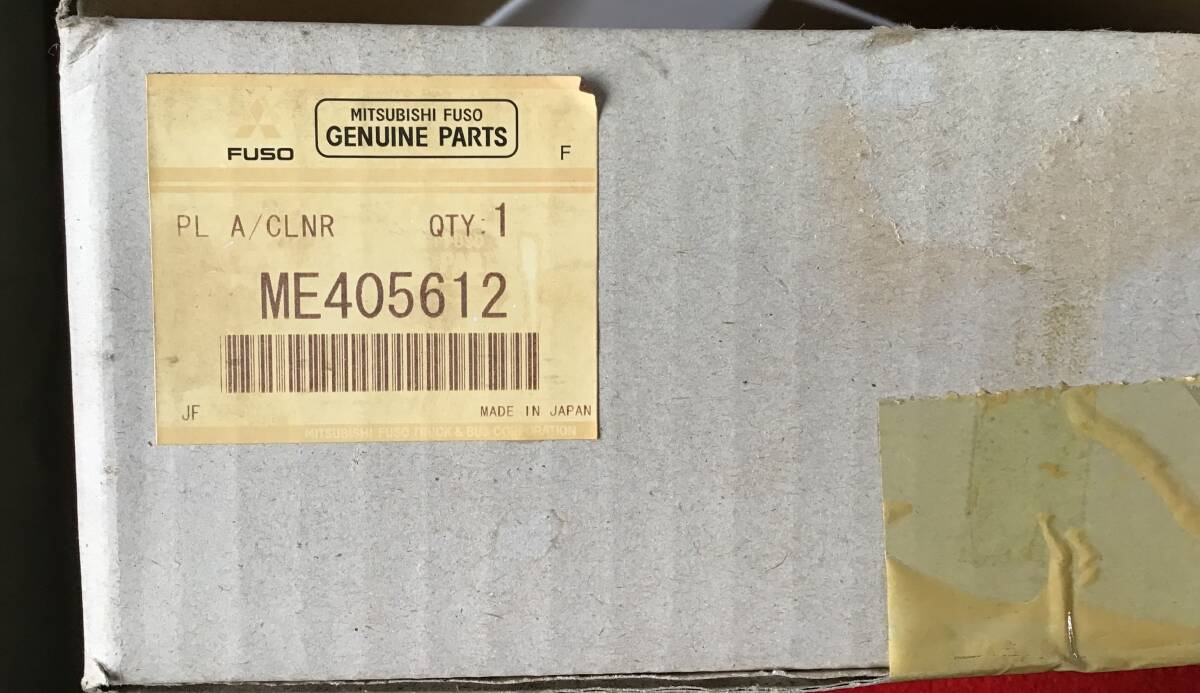 MITSUBISHI FUSO
GENUINE PARTS
FUSO
F
PL A/CLNR QTY:1
ME405612
JF
MADE IN JAPAN
MITSUBISHI FUSO TRUCK & BUS CORPORATION